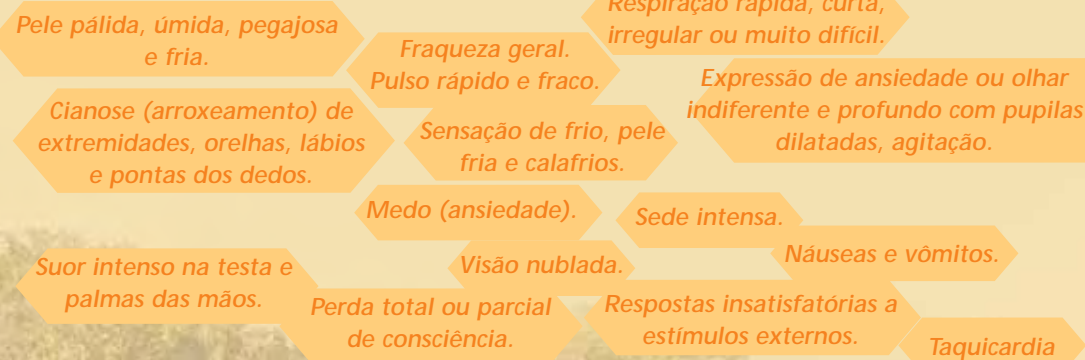 Pele pálida, úmida, pegajosa
e fria.
Respiração rápida, curta,
irregular ou muito difícil.
Fraqueza geral.
Pulso rápido e fraco.
Expressão de ansiedade ou olhar
indiferente e profundo com pupilas
dilatadas, agitação.
Cianose (arroxeamento) de
extremidades, orelhas, lábios
e pontas dos dedos.
Sensação de frio, pele
fria e calafrios.
Medo (ansiedade).
Sede intensa.
Náuseas e vômitos.
Visão nublada.
Suor intenso na testa e
palmas das mãos.
Perda total ou parcial
de consciência.
Respostas insatisfatórias a
estímulos externos.
Taquicardia